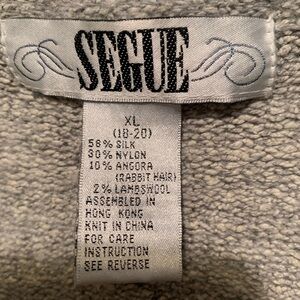 SEGUE
XL
(18-20)
58% SILK
30% NYLON
10% ANGORA
(RABBIT HAIR)
2% LAMBSWOOL
ASSEMBLED IN
HONG KONG
KNIT IN CHINA
FOR CARE
INSTRUCTION
SEE REVERSE